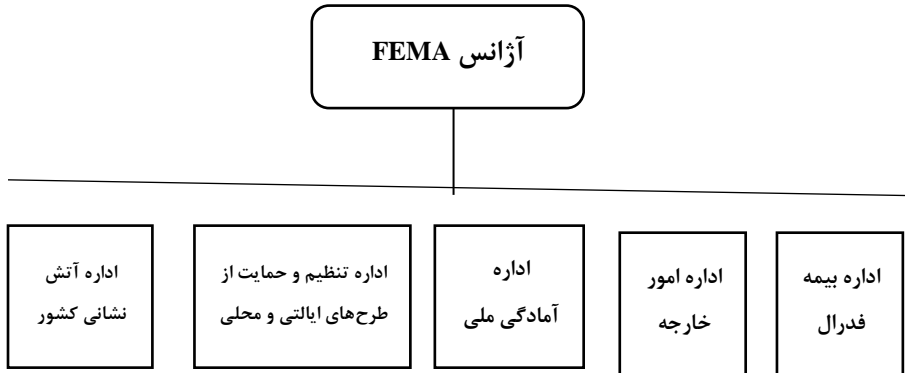 آژانس FEMA
اداره بیمه
فدرال
اداره امور
خارجه
اداره
آمادگی ملی
اداره تنظیم و حمایت از
طرح‌های ایالتی و محلی
اداره آتش
نشانی کشور